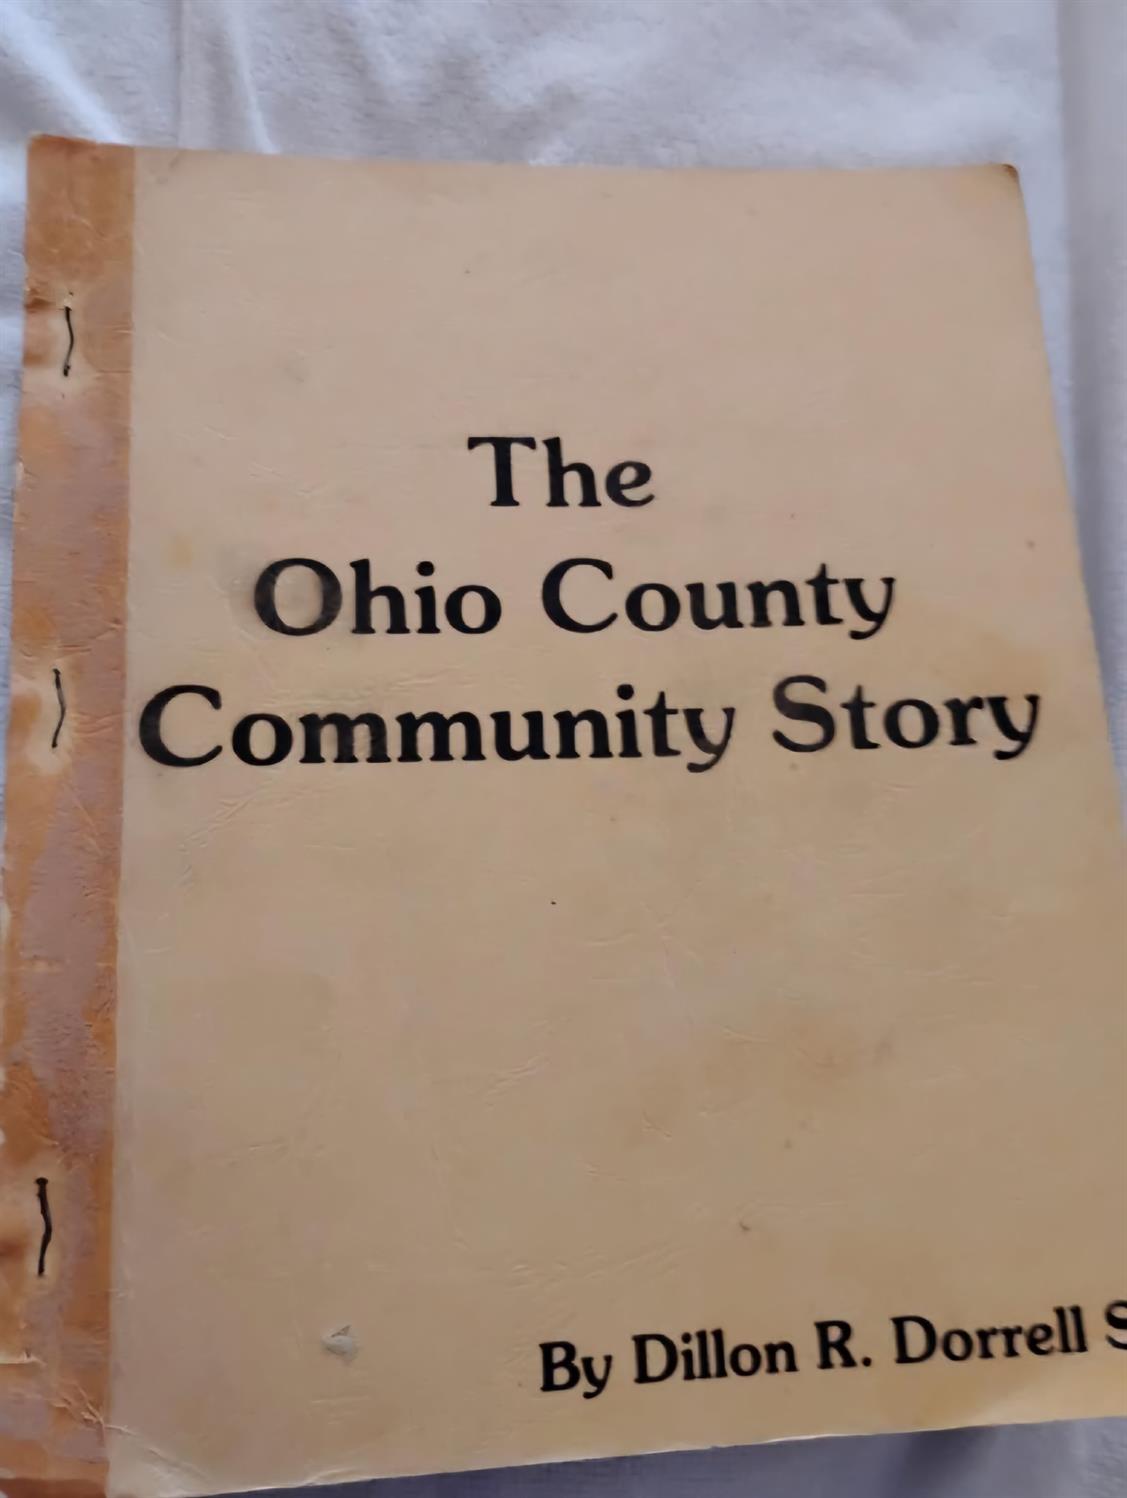 The
Ohio County
Community Story
By Dillon R. Dorrell S